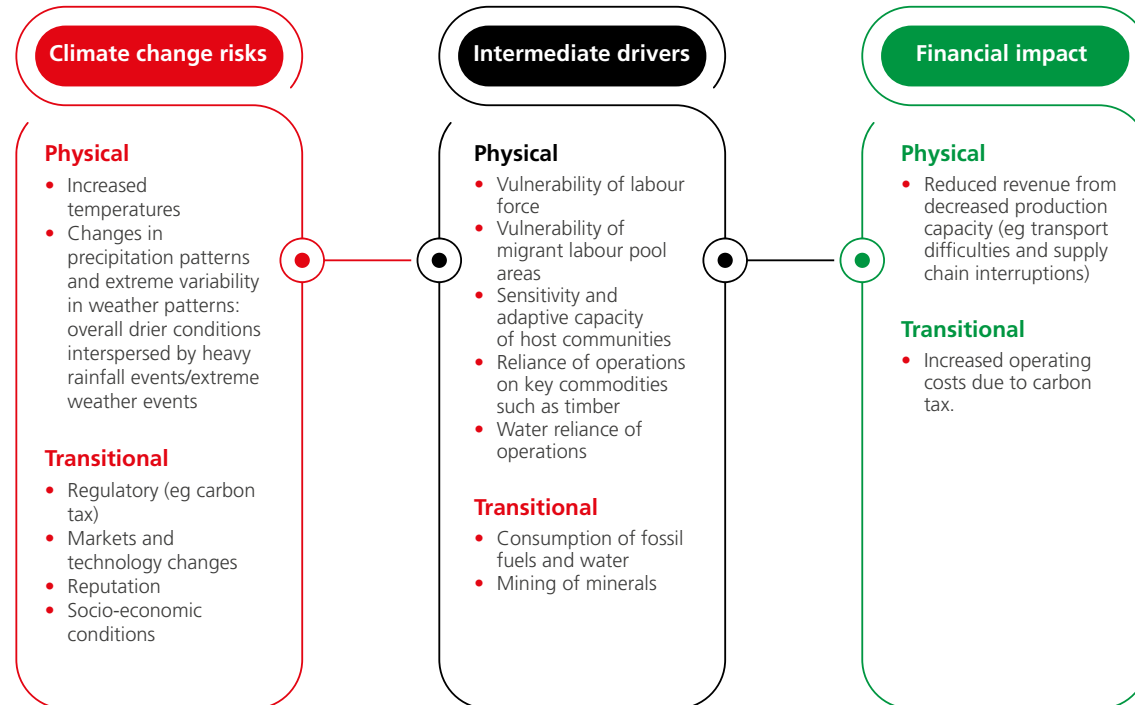 Climate change risks
Physical
• Increased
temperatures
• Changes in
precipitation patterns
and extreme variability
in weather patterns:
overall drier conditions
interspersed by heavy
rainfall events/extreme
weather events
Transitional
• Regulatory (eg carbon
tax)
• Markets and
technology changes
• Reputation
• Socio-economic
conditions
Intermediate drivers
Physical
• Vulnerability of labour
force
• Vulnerability of
migrant labour pool
areas
• Sensitivity and
adaptive capacity
of host communities
• Reliance of operations
on key commodities
such as timber
• Water reliance of
operations
Transitional
• Consumption of fossil
fuels and water
• Mining of minerals
Financial impact
Physical
• Reduced revenue from
decreased production
capacity (eg transport
difficulties and supply
chain interruptions)
Transitional
• Increased operating
costs due to carbon
tax.